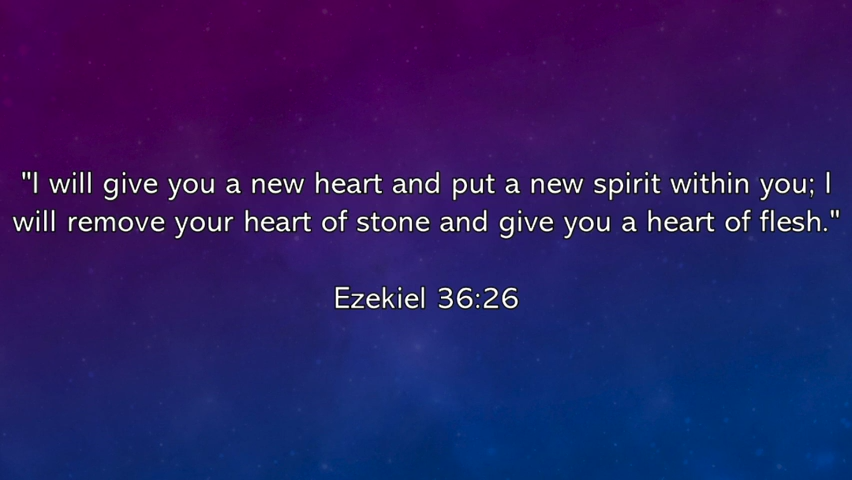 "I will give you a new heart and put a new spirit within you; I
will remove your heart of stone and give you a heart of flesh."
Ezekiel 36:26